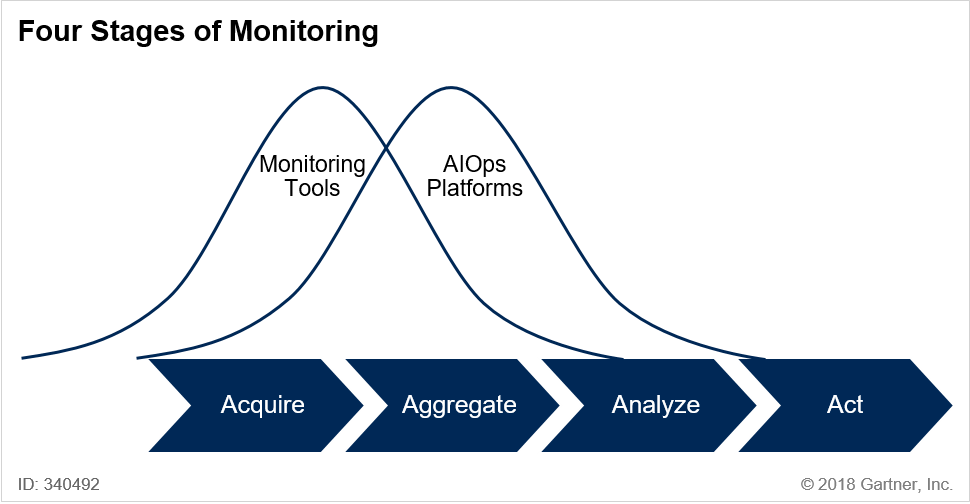 Four Stages of Monitoring
Monitoring
Tools
AIOps
Platforms
Acquire
Aggregate
Analyze
Act
ID: 340492
© 2018 Gartner, Inc.